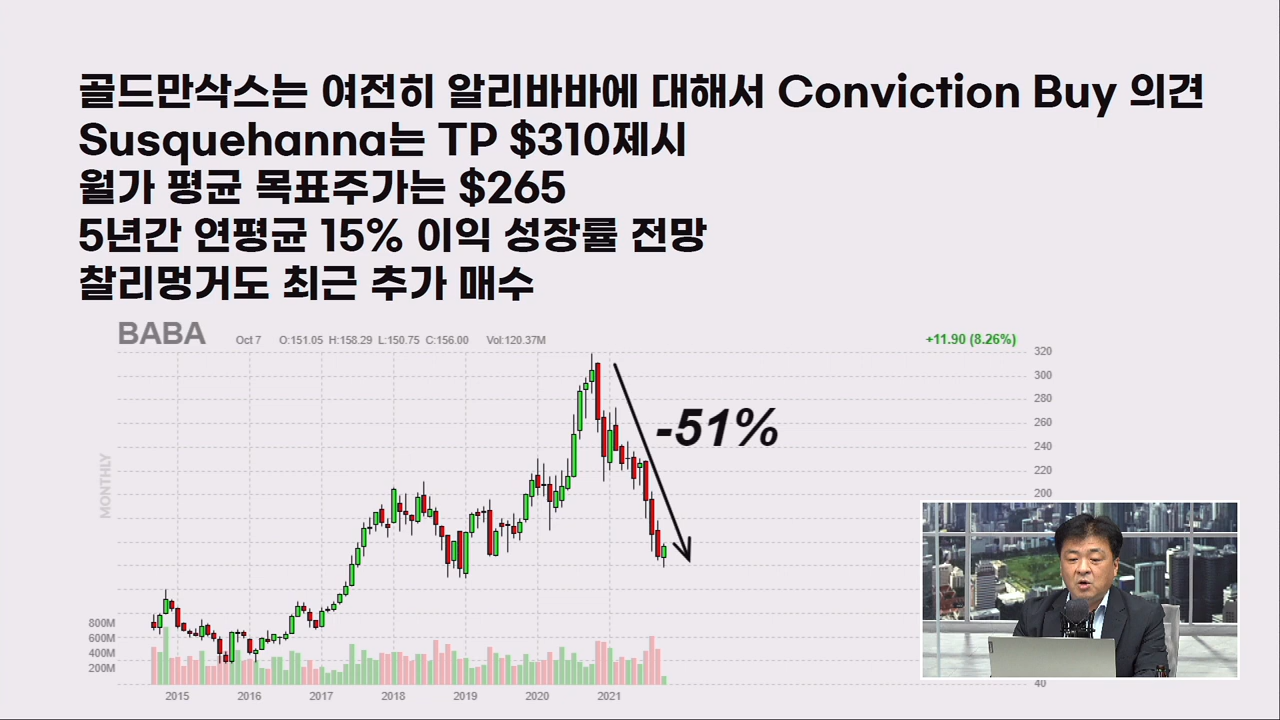 골드만삭스는 여전히 알리바바에 대해서 Conviction Buy 의견
Susquehanna는 TP $310제시
월가 평균 목표주가는 $265
5년간 연평균 15% 이익 성장률 전망
찰리멍거도 최근 추가 매수
BABA Oct 7 O:151.05 H:158.29 L:150.75 C:156.00 Vol:120.37M +11.90 (8.26%)
320
300
280
260
-51%
240
220
MONTHLY
200
800M
600M
400M
200M
40
2015 2016 2017 2018 2019 2020 2021